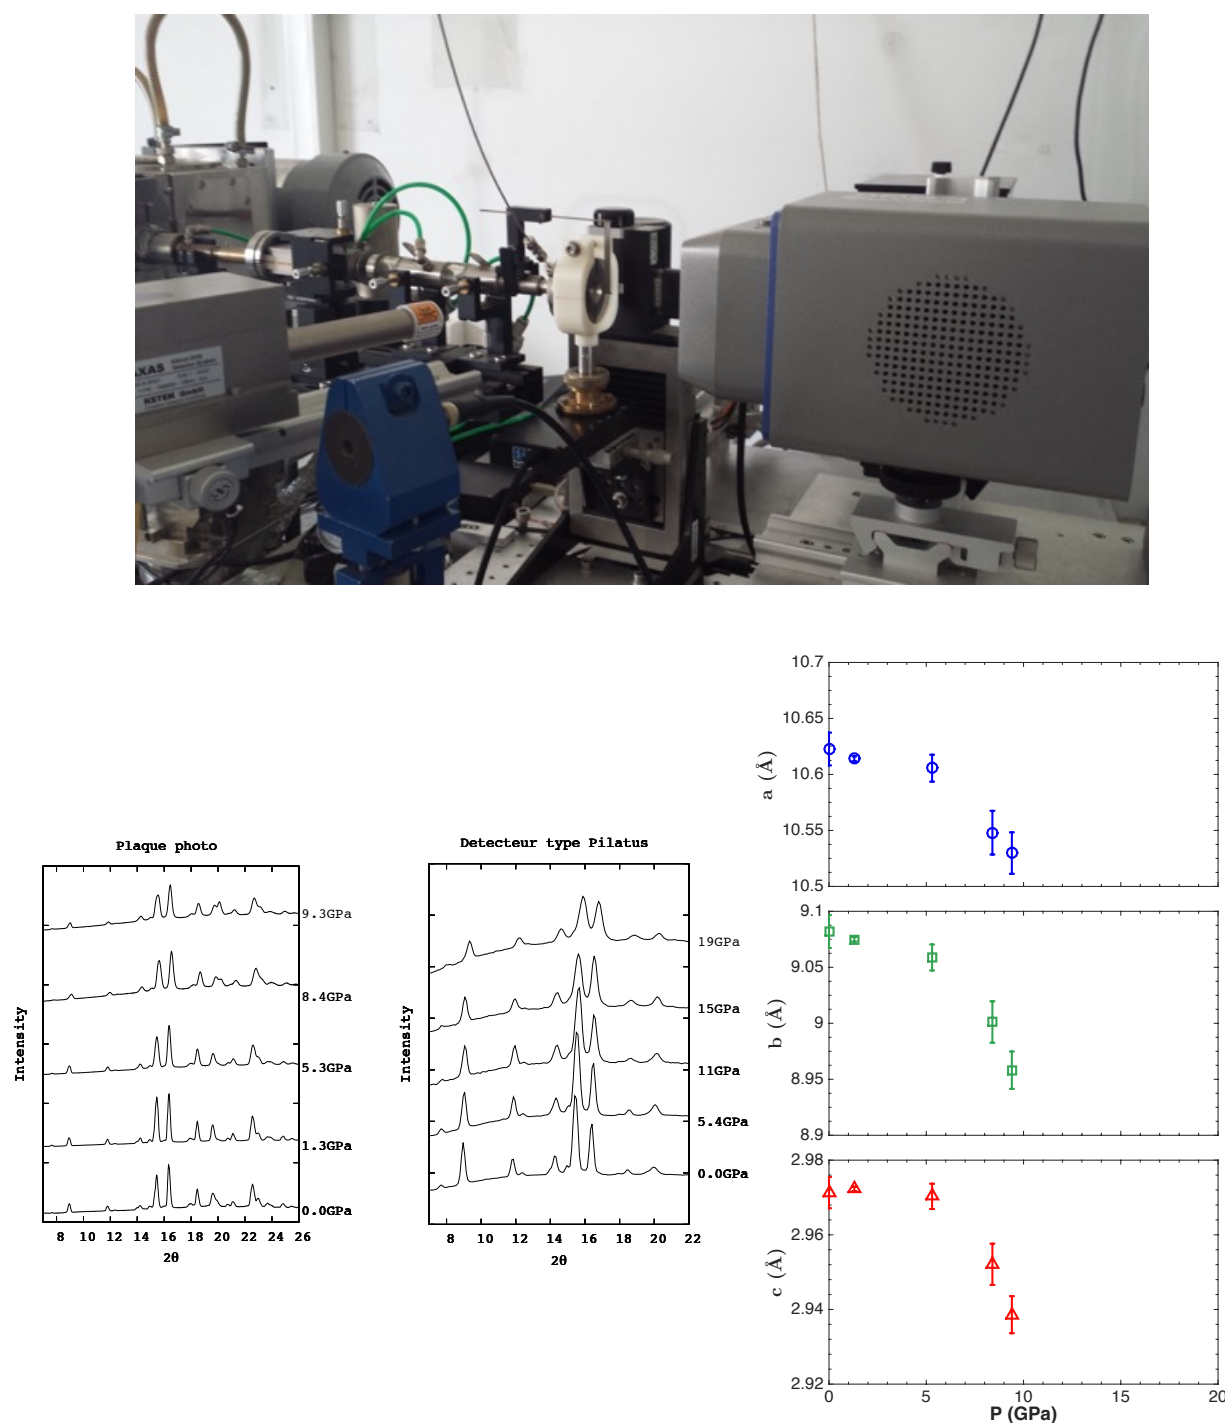 AXAS
KETEK GmbH
Plaque photo
Intensity
9.3GPa
8.4GPa
5.3GPa
1.3GPa
0.0GPa
8 10 12 14 16 18 20 22 24 26
2θ
Detecteur type Pilatus
Intensity
19GPa
15GPa
11GPa
5.4GPa
0.0GPa
8 10 12 14 16 18 20 22
2θ
10.7
10.65
10.6
10.55
10.5
a (Å)
9.1
9.05
9
8.95
8.9
b (Å)
2.98
2.96
2.94
2.92
c (Å)
0 5 10 15 20
P (GPa)